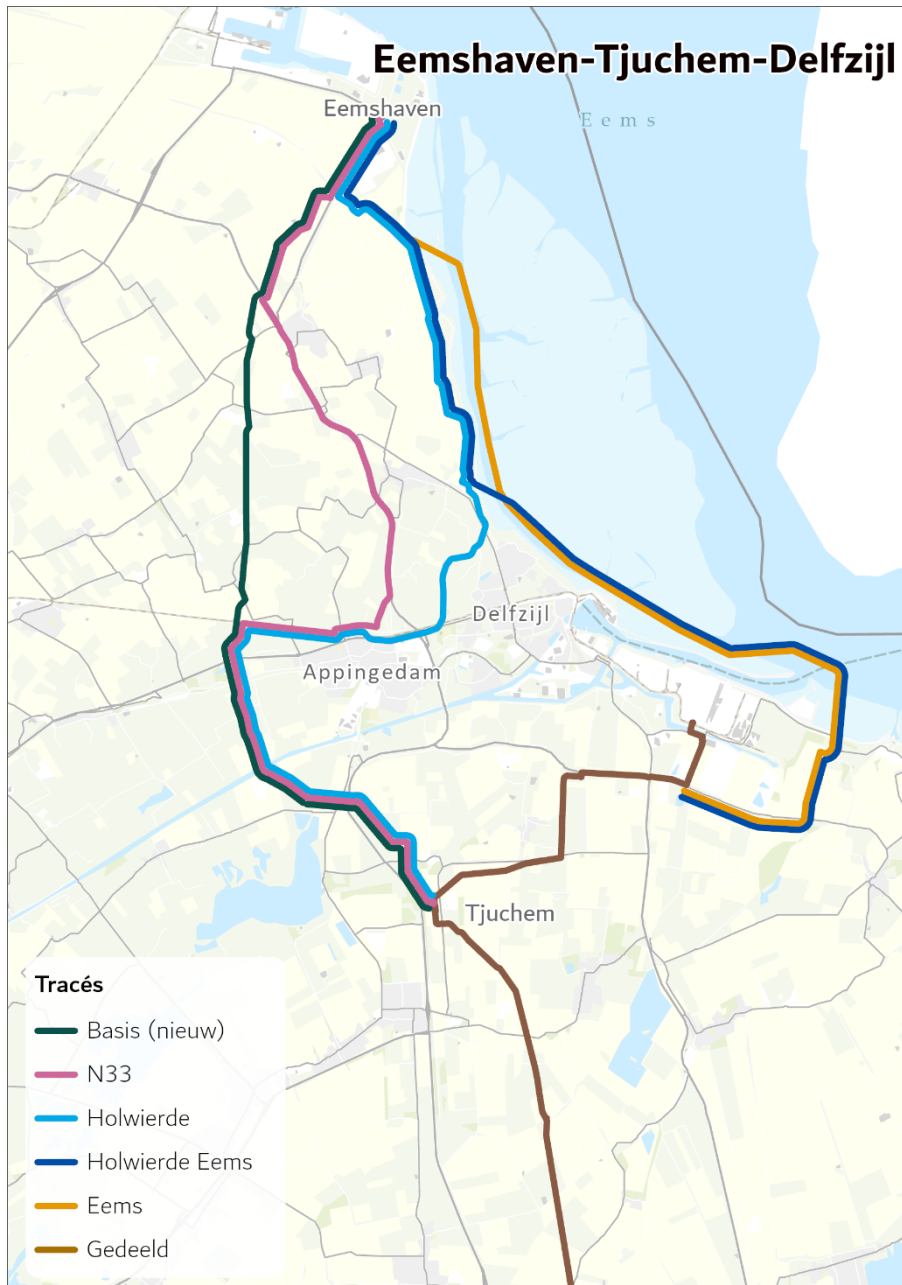 Eemshaven-Tjuchem-Delfzijl
Eemshaven
Eems
Delfzijl
Appingedam
Tjuchem
Tracés
Basis (nieuw)
N33
Holwierde
Holwierde Eems
Eems
Gedeeld